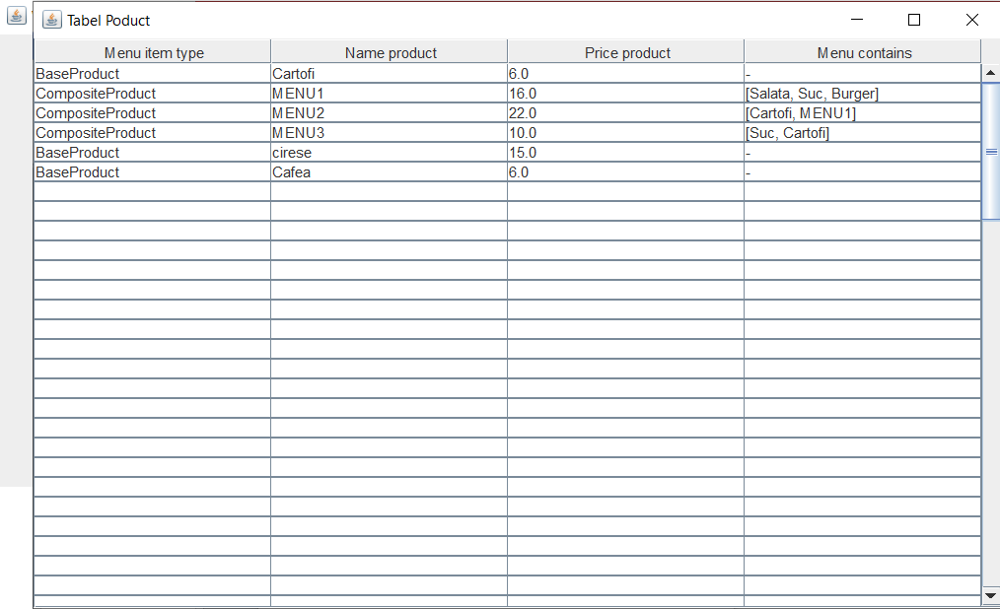 Tabel Poduct
Menu item type Name product Price product Menu contains
BaseProduct Cartofi 6.0 -
CompositeProduct MENU1 16.0 [Salata, Suc, Burger]
CompositeProduct MENU2 22.0 [Cartofi, MENU1]
CompositeProduct MENU3 10.0 [Suc, Cartofi]
BaseProduct cirese 15.0 -
BaseProduct Cafea 6.0 -